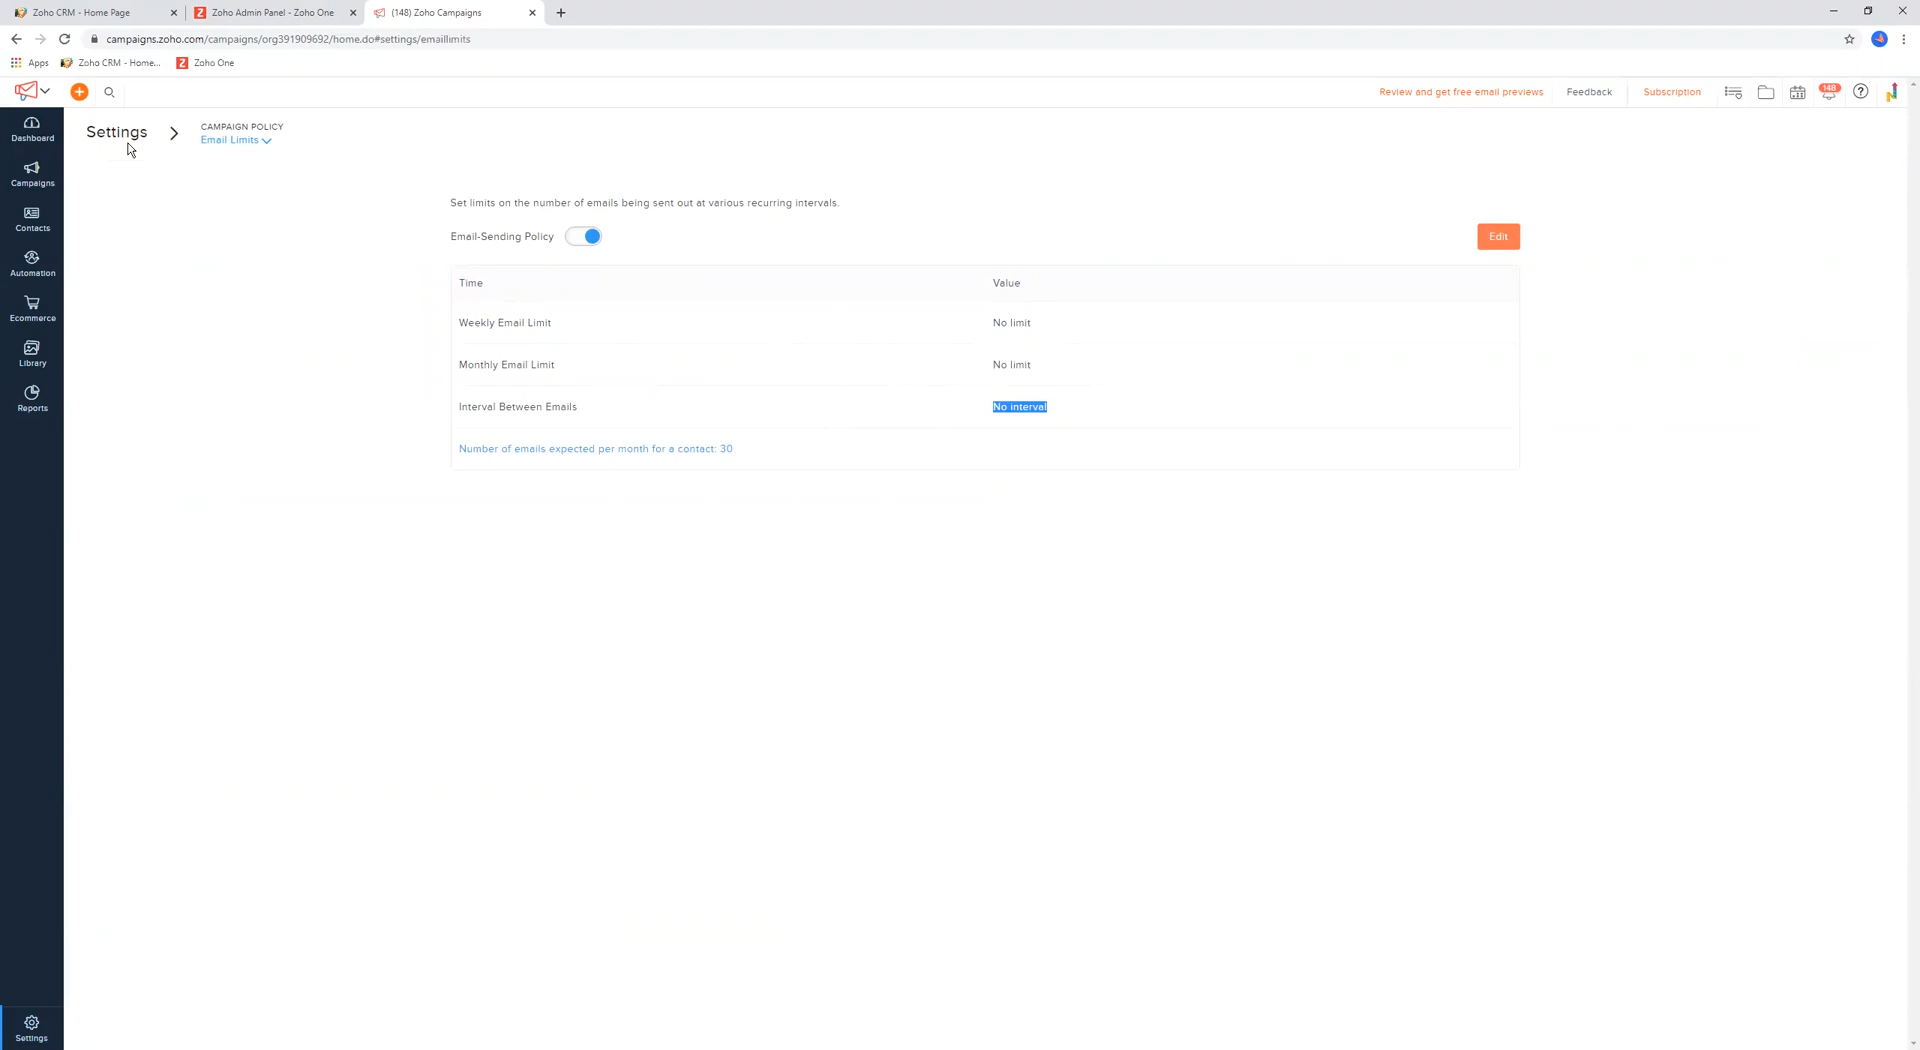 Zoho CRM - Home Page
Zoho Admin Panel - Zoho One
(148) Zoho Campaigns
campaigns.zoho.com/campaigns/org391909692/home.do#settings/emaillimits
Apps
Zoho CRM - Home...
Zoho One
Review and get free email previews
Feedback
Subscription
148
Dashboard
Campaigns
Contacts
Automation
Ecommerce
Library
Reports
Settings
Settings
CAMPAIGN POLICY
Email Limits
Set limits on the number of emails being sent out at various recurring intervals.
Email-Sending Policy
Edit
Time Value
Weekly Email Limit No limit
Monthly Email Limit No limit
Interval Between Emails No interval
Number of emails expected per month for a contact: 30